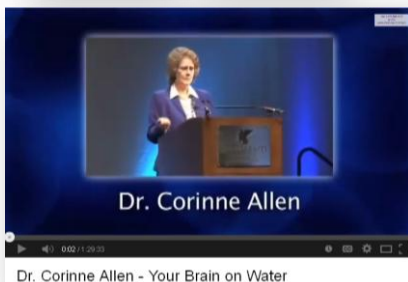 Dr. Corinne Allen
0:02 / 1:29:33
Dr. Corinne Allen - Your Brain on Water